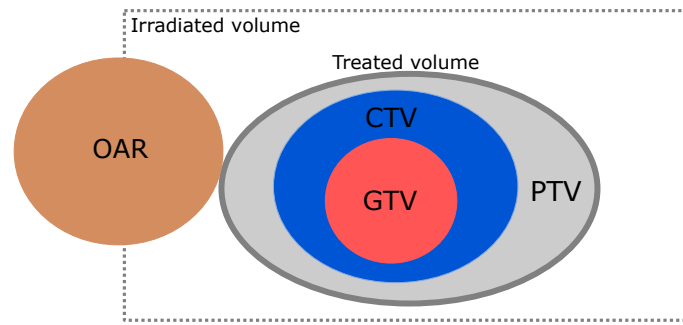 Irradiated volume
Treated volume
CTV
OAR
GTV
PTV